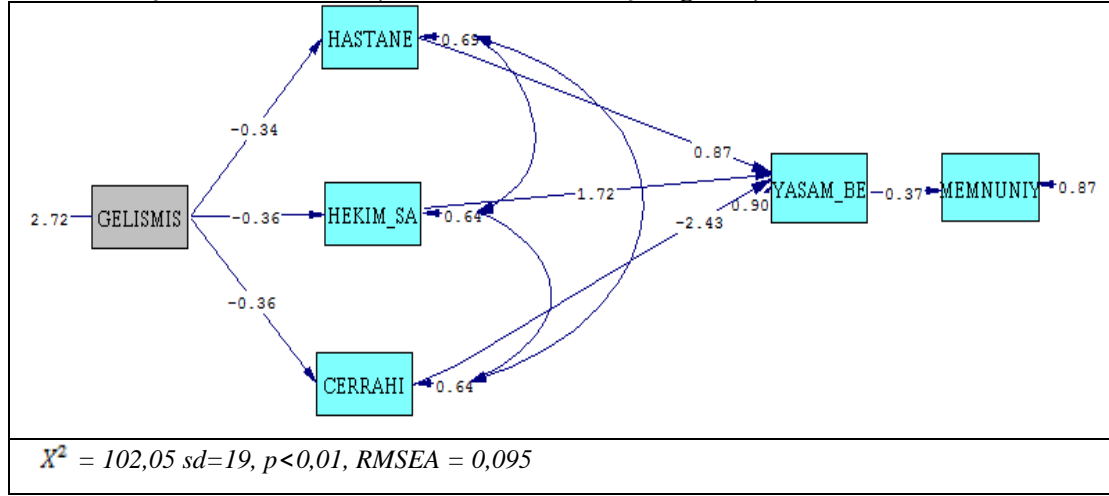 HASTANE
0.69
-0.34
0.87
2.72
GELISMIS
-0.36
HEKIM_SA
0.64
1.72
0.90
YASAM_BE
-0.37
MEMNUNIY
0.87
-2.43
-0.36
CERRAHI
0.64
X² = 102,05 sd=19, p<0,01, RMSEA = 0,095